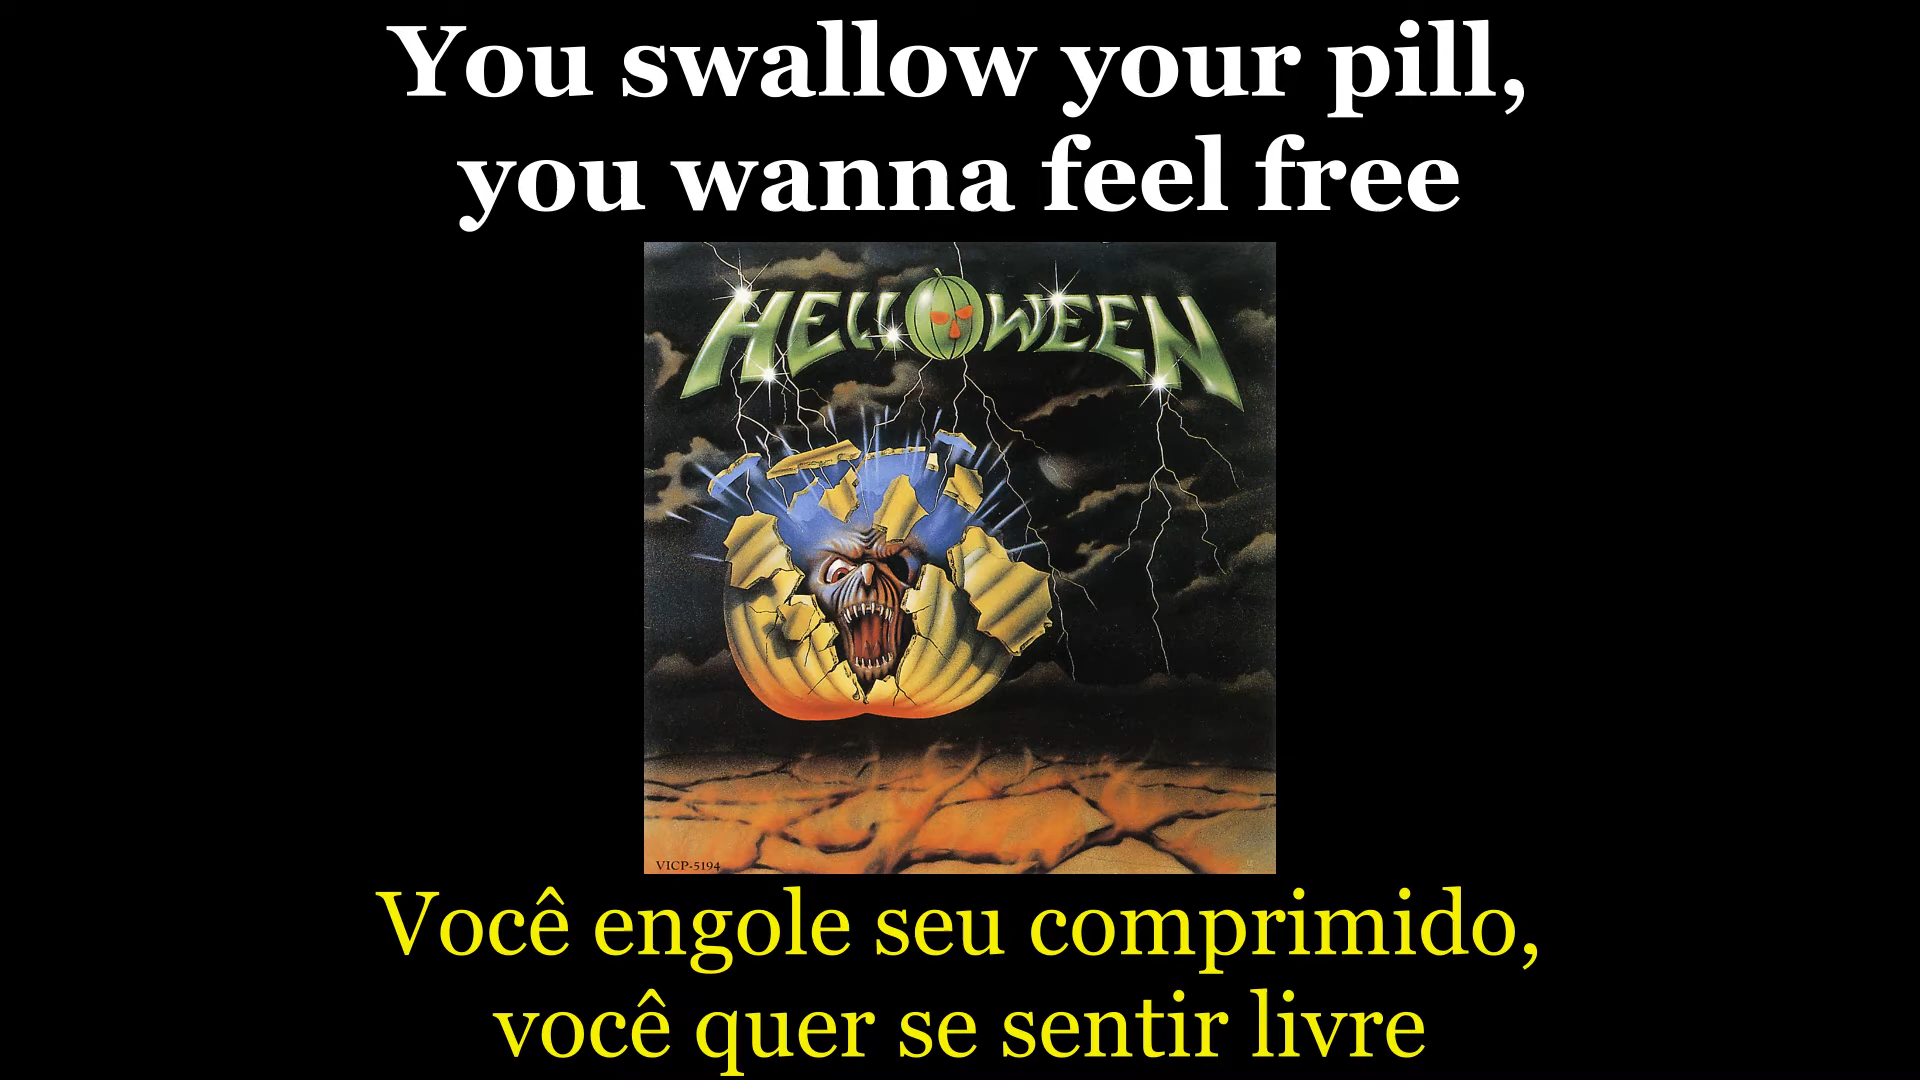 You swallow your pill,
you wanna feel free
HELLOWEEN
VICP-5194
Você engole seu comprimido,
você quer se sentir livre